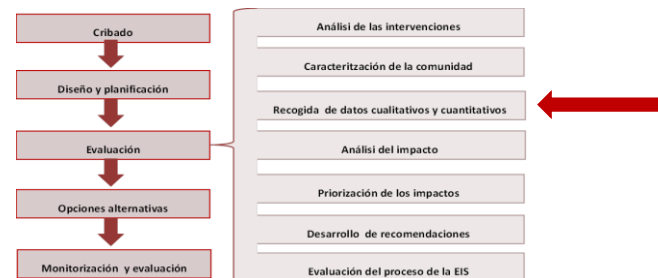 Cribado
Diseño y planificación
Evaluación
Opciones alternativas
Monitorización y evaluación
Análisi de las intervenciones
Caracteritzación de la comunidad
Recogida de datos cualitativos y cuantitativos
Análisi del impacto
Priorización de los impactos
Desarrollo de recomendaciones
Evaluación del proceso de la EIS